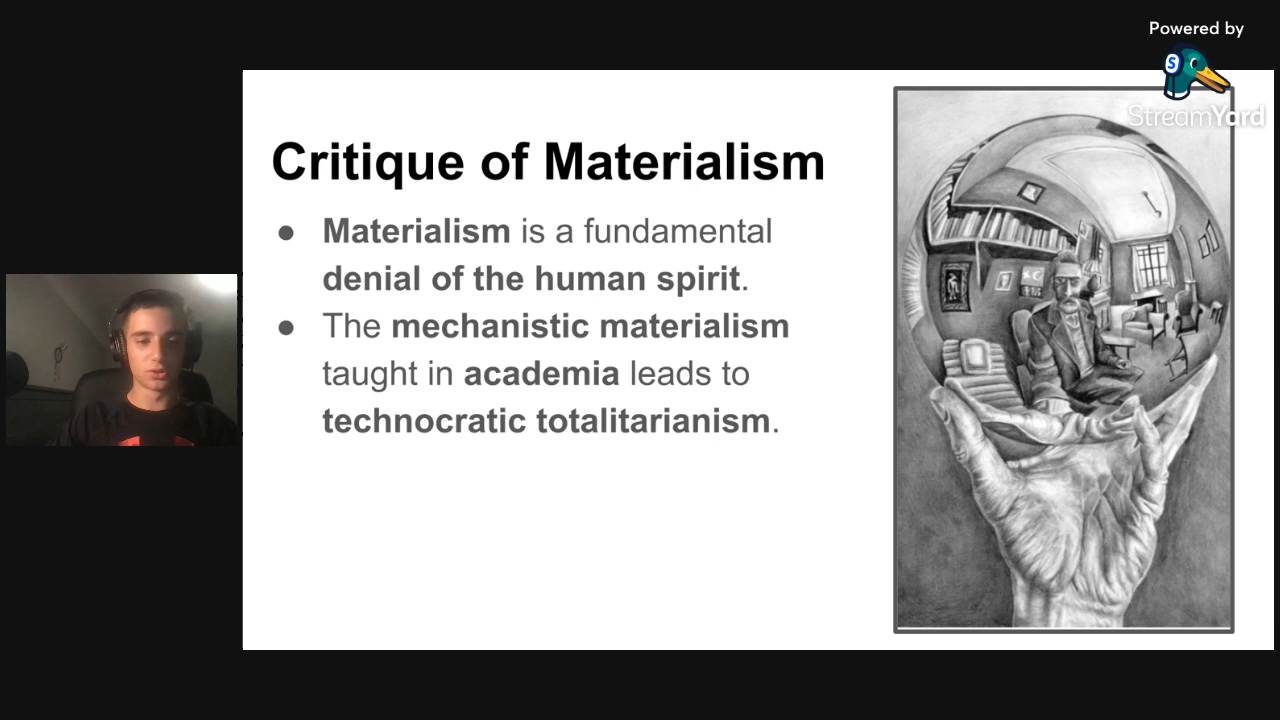 Powered by
StreamYard
Critique of Materialism
● Materialism is a fundamental
denial of the human spirit.
● The mechanistic materialism
taught in academia leads to
technocratic totalitarianism.